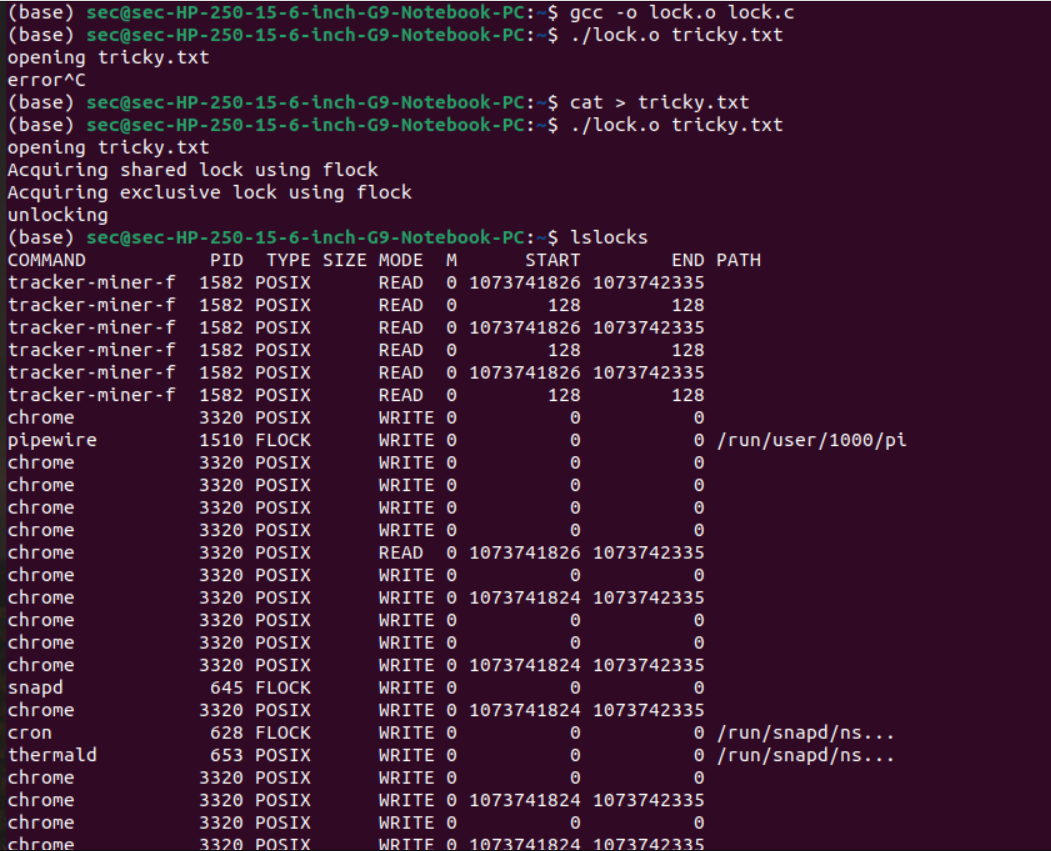 (base) sec@sec-HP-250-15-6-inch-G9-Notebook-PC:~$ gcc -o lock.o lock.c
(base) sec@sec-HP-250-15-6-inch-G9-Notebook-PC:~$ ./lock.o tricky.txt
opening tricky.txt
error^C
(base) sec@sec-HP-250-15-6-inch-G9-Notebook-PC:~$ cat > tricky.txt
(base) sec@sec-HP-250-15-6-inch-G9-Notebook-PC:~$ ./lock.o tricky.txt
opening tricky.txt
Acquiring shared lock using flock
Acquiring exclusive lock using flock
unlocking
(base) sec@sec-HP-250-15-6-inch-G9-Notebook-PC:~$ lslocks
COMMAND PID TYPE SIZE MODE M START END PATH
tracker-miner-f 1582 POSIX READ 0 1073741826 1073742335
tracker-miner-f 1582 POSIX READ 0 128 128
tracker-miner-f 1582 POSIX READ 0 1073741826 1073742335
tracker-miner-f 1582 POSIX READ 0 128 128
tracker-miner-f 1582 POSIX READ 0 1073741826 1073742335
tracker-miner-f 1582 POSIX READ 0 128 128
chrome 3320 POSIX WRITE 0 0 0
pipewire 1510 FLOCK WRITE 0 0 0 /run/user/1000/pi
chrome 3320 POSIX WRITE 0 0 0
chrome 3320 POSIX WRITE 0 0 0
chrome 3320 POSIX WRITE 0 0 0
chrome 3320 POSIX WRITE 0 0 0
chrome 3320 POSIX READ 0 1073741826 1073742335
chrome 3320 POSIX WRITE 0 0 0
chrome 3320 POSIX WRITE 0 1073741824 1073742335
chrome 3320 POSIX WRITE 0 0 0
chrome 3320 POSIX WRITE 0 0 0
chrome 3320 POSIX WRITE 0 1073741824 1073742335
snapd 645 FLOCK WRITE 0 0 0
chrome 3320 POSIX WRITE 0 1073741824 1073742335
cron 628 FLOCK WRITE 0 0 0 /run/snapd/ns...
thermald 653 POSIX WRITE 0 0 0 /run/snapd/ns...
chrome 3320 POSIX WRITE 0 0 0
chrome 3320 POSIX WRITE 0 1073741824 1073742335
chrome 3320 POSIX WRITE 0 0 0
chrome 3320 POSIX WRITE 0 1073741824 1073742335